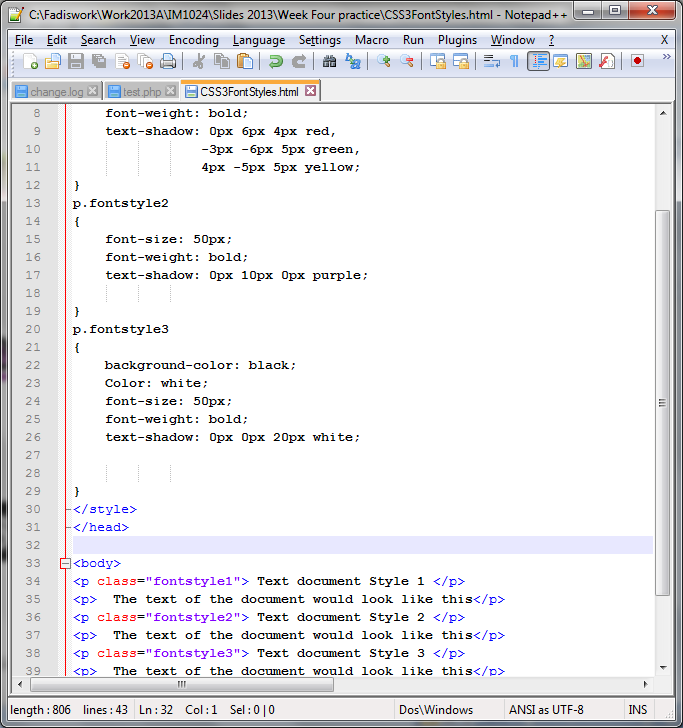 C:\Fadiswork\Work2013A\IM1024\Slides 2013\Week Four practice\CSS3FontStyles.html - Notepad++
File Edit Search View Encoding Language Settings Macro Run Plugins Window ? X
change.log test.php CSS3FontStyles.html
8 font-weight: bold;
9 text-shadow: 0px 6px 4px red,
10 -3px -6px 5px green,
11 4px -5px 5px yellow;
12 }
13 p.fontstyle2
14 {
15 font-size: 50px;
16 font-weight: bold;
17 text-shadow: 0px 10px 0px purple;
18
19 }
20 p.fontstyle3
21 {
22 background-color: black;
23 Color: white;
24 font-size: 50px;
25 font-weight: bold;
26 text-shadow: 0px 0px 20px white;
27
28
29 }
30 </style>
31 </head>
32
33 <body>
34 <p class="fontstyle1"> Text document Style 1 </p>
35 <p>  The text of the document would look like this</p>
36 <p class="fontstyle2"> Text document Style 2 </p>
37 <p>  The text of the document would look like this</p>
38 <p class="fontstyle3"> Text document Style 3 </p>
39 <p>  The text of the document would look like this</p>
length : 806 lines : 43 Ln : 32 Col : 1 Sel : 0 | 0 Dos\Windows ANSI as UTF-8 INS